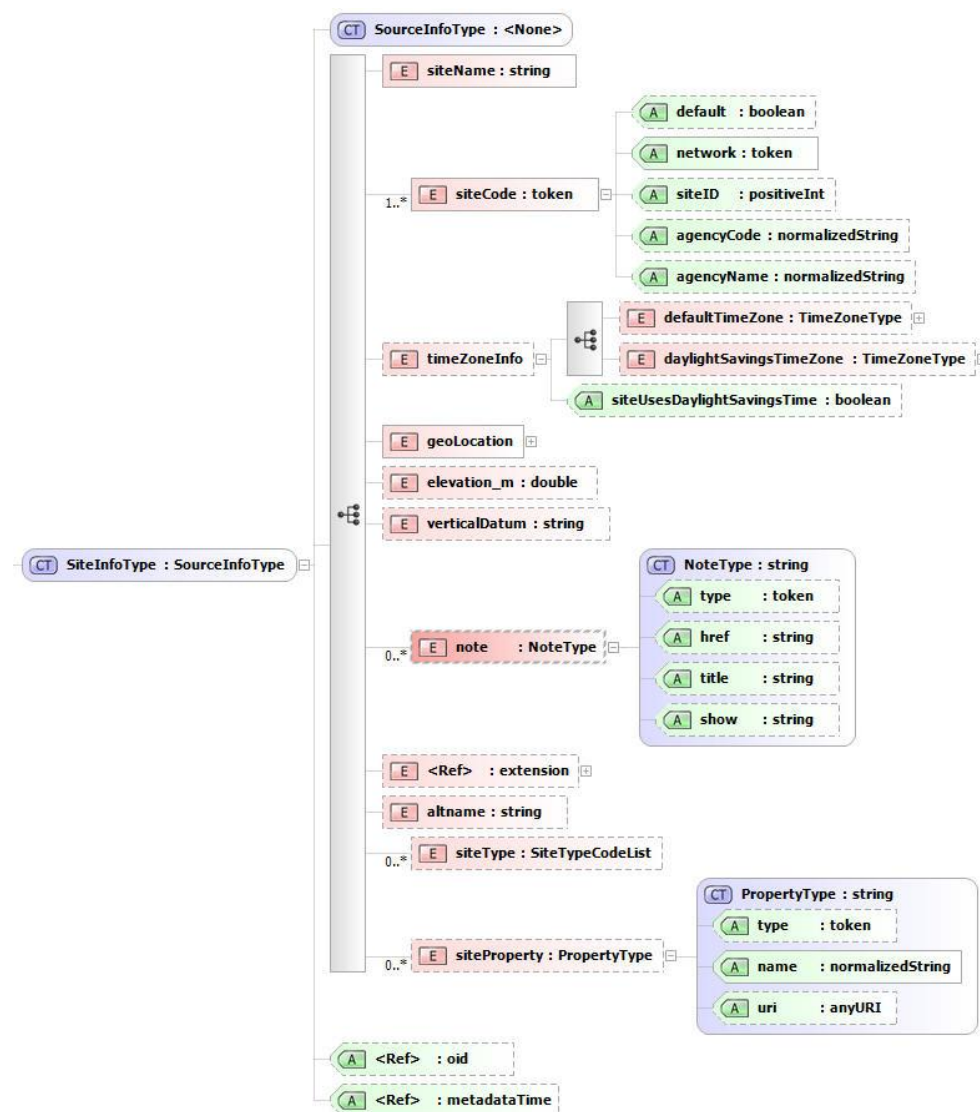 CT SourceInfoType : <None>
E siteName : string
A default : boolean
A network : token
1..* E siteCode : token
A siteID : positiveInt
A agencyCode : normalizedString
A agencyName : normalizedString
E defaultTimeZone : TimeZoneType
E timeZoneInfo
E daylightSavingsTimeZone : TimeZoneType
A siteUsesDaylightSavingsTime : boolean
E geoLocation
E elevation_m : double
E verticalDatum : string
CT SiteInfoType : SourceInfoType
CT NoteType : string
A type : token
A href : string
0..* E note : NoteType
A title : string
A show : string
E <Ref> : extension
E altname : string
0..* E siteType : SiteTypeCodeList
CT PropertyType : string
A type : token
0..* E siteProperty : PropertyType
A name : normalizedString
A uri : anyURI
A <Ref> : oid
A <Ref> : metadataTime